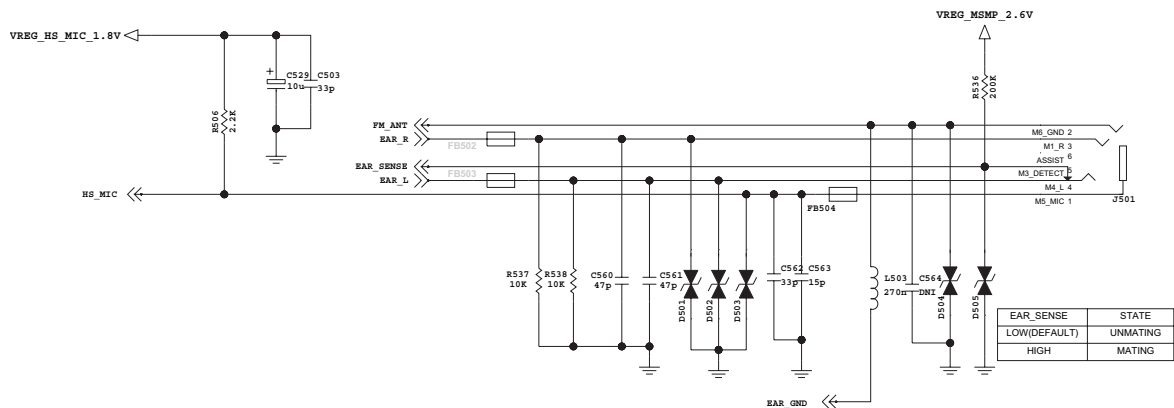 VREG_MSMP_2.6V
VREG_HS_MIC_1.8V
C529
10u
C503
33p
R506
2.2K
R536
200K
FM_ANT
EAR_R
FB502
EAR_SENSE
EAR_L
FB503
HS_MIC
FB504
M6_GND 2
M1_R 3
6
ASSIST
M3_DETECT 5
M4_L 4
M5_MIC 1
J501
R537
10K
R538
10K
C560
47p
C561
47p
D501
D502
D503
C562
33p
C563
15p
L503
270n
C564
DNI
D504
D505
EAR_SENSE STATE
LOW(DEFAULT) UNMATING
HIGH MATING
EAR_GND